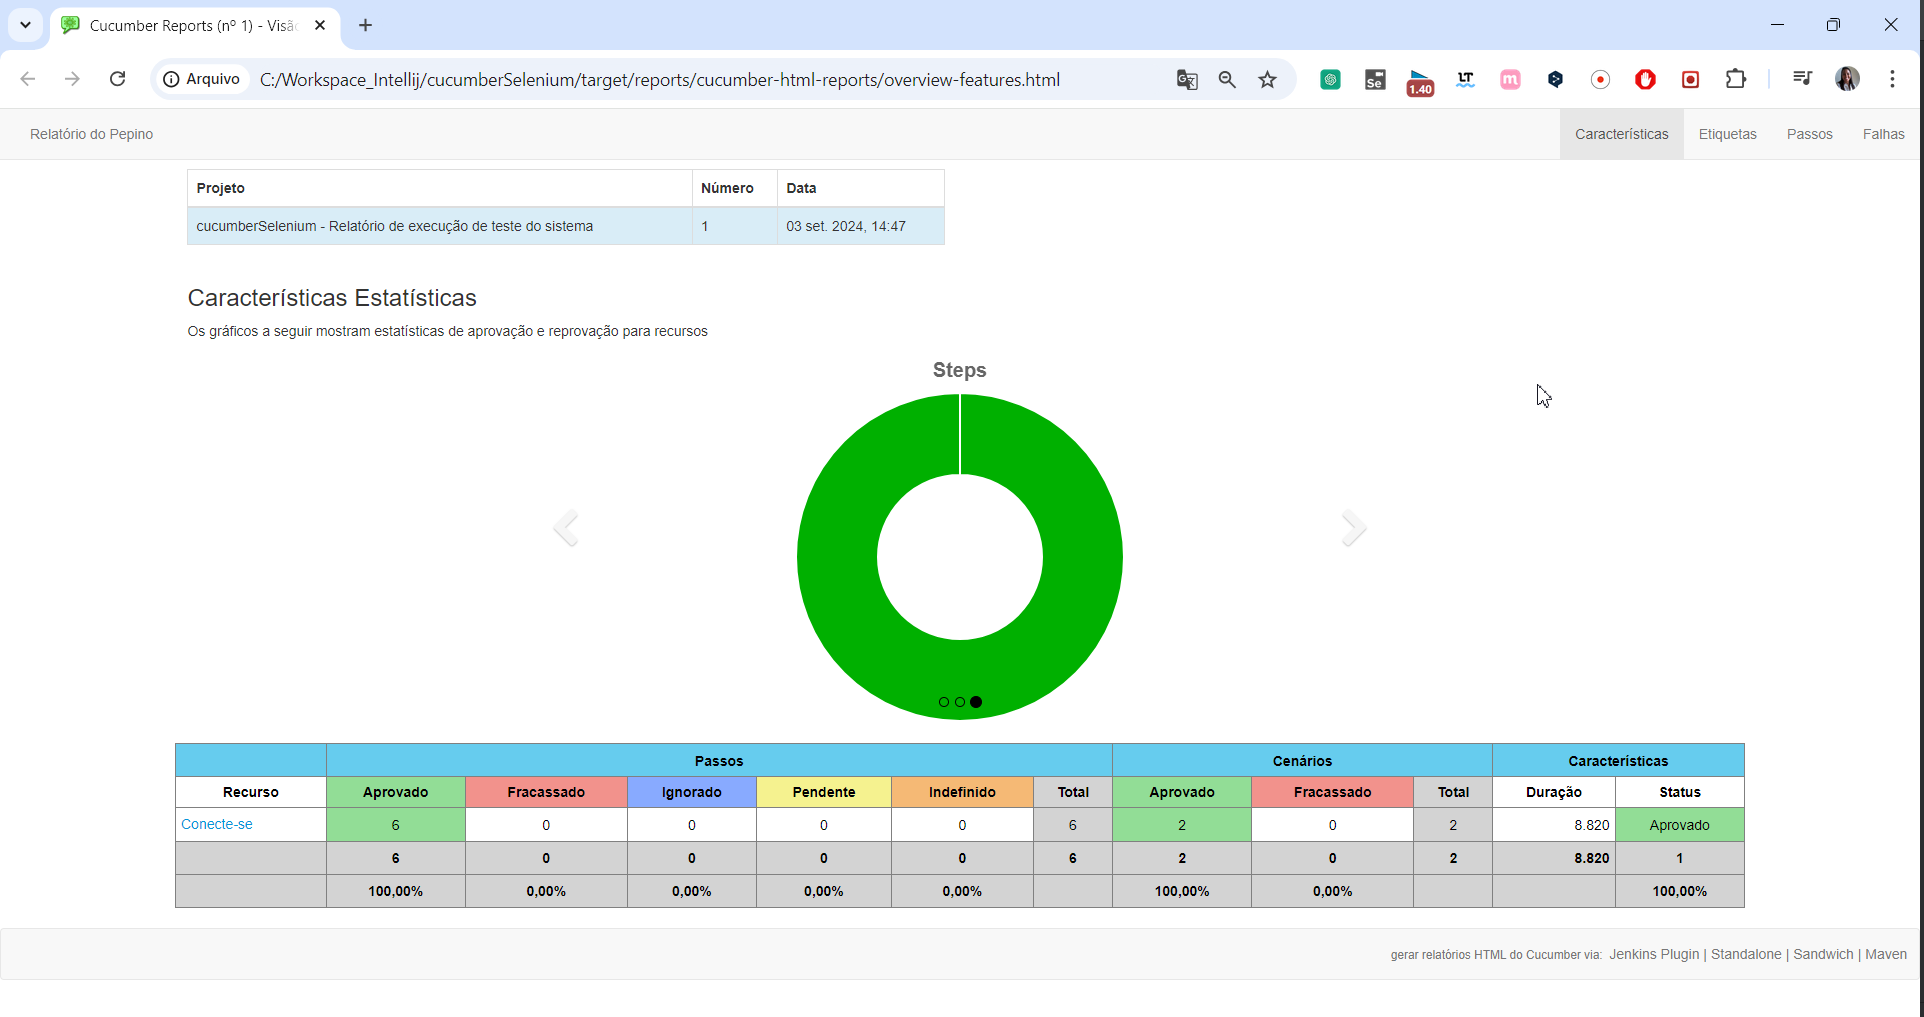 Cucumber Reports (nº 1) - Visão
Arquivo C:/Workspace_Intellij/cucumberSelenium/target/reports/cucumber-html-reports/overview-features.html
Se 1.40 LT m
Relatório do Pepino Características Etiquetas Passos Falhas
Projeto Número Data
cucumberSelenium - Relatório de execução de teste do sistema 1 03 set. 2024, 14:47
Características Estatísticas
Os gráficos a seguir mostram estatísticas de aprovação e reprovação para recursos
Steps
Passos Cenários Características
Recurso Aprovado Fracassado Ignorado Pendente Indefinido Total Aprovado Fracassado Total Duração Status
Conecte-se 6 0 0 0 0 6 2 0 2 8.820 Aprovado
6 0 0 0 0 6 2 0 2 8.820 1
100,00% 0,00% 0,00% 0,00% 0,00% 100,00% 0,00% 100,00%
gerar relatórios HTML do Cucumber via: Jenkins Plugin | Standalone | Sandwich | Maven